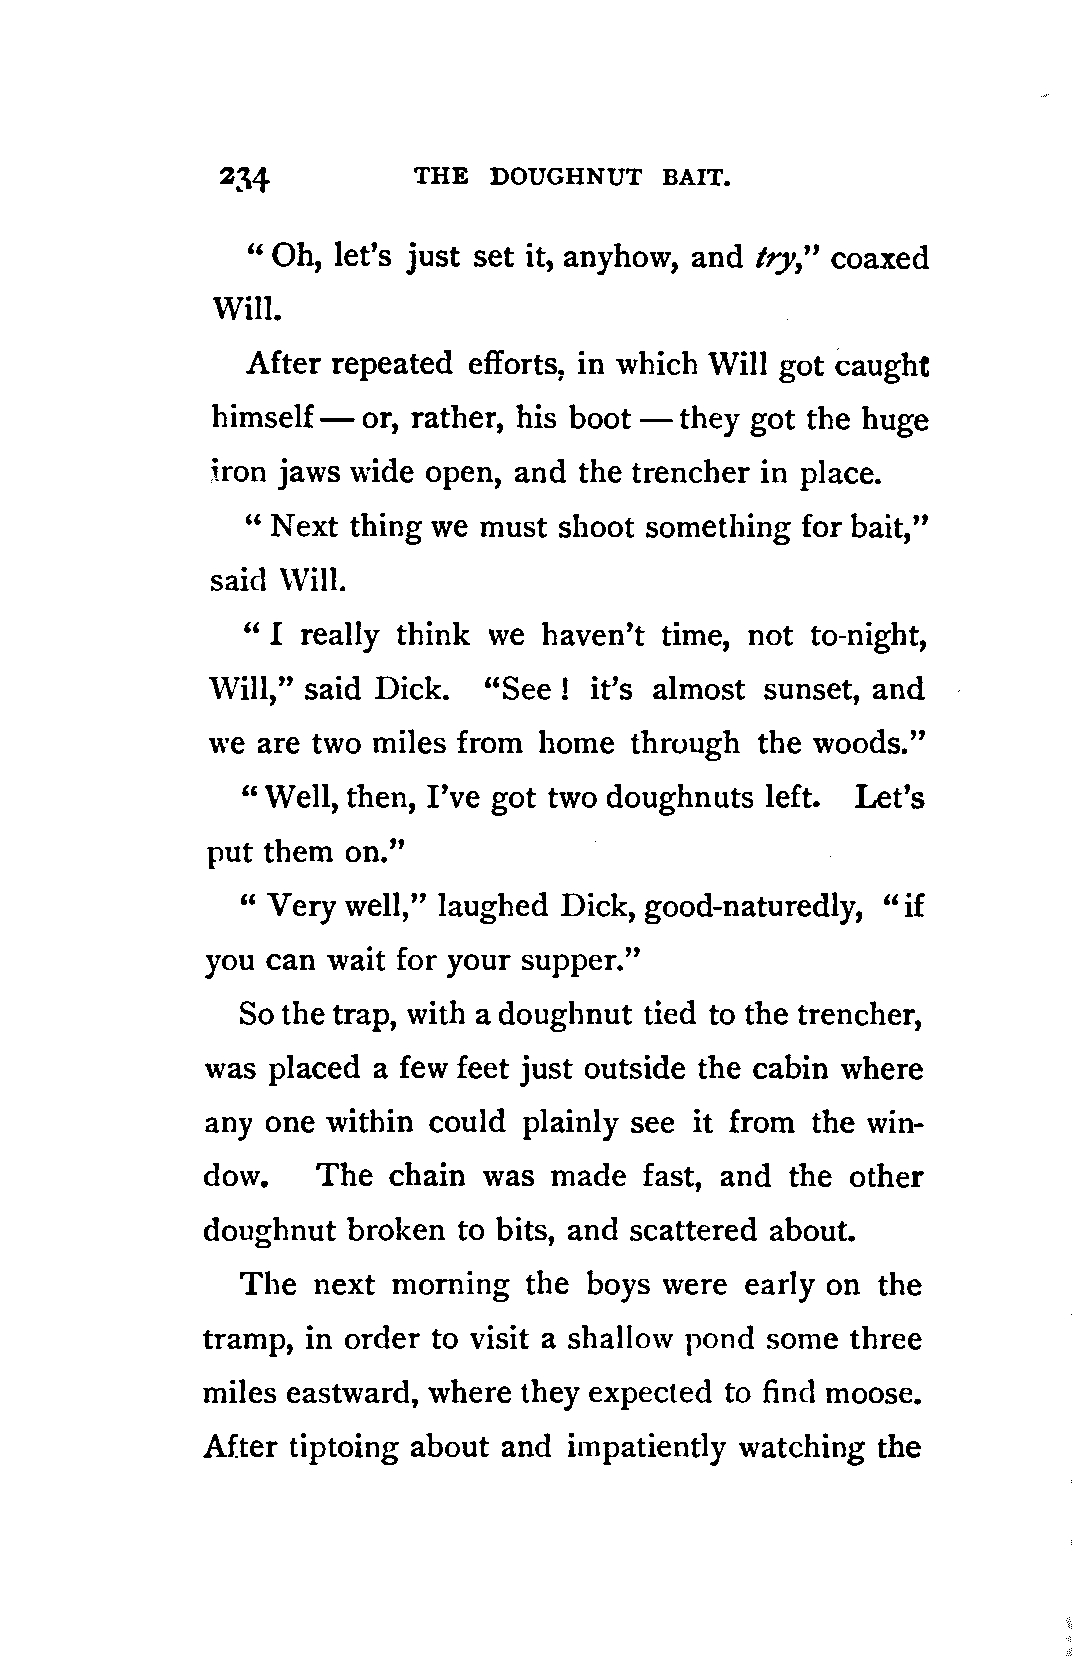 234 THE DOUGHNUT BAIT.
“Oh, let’s just set it, anyhow, and try,” coaxed
Will.
After repeated efforts, in which Will got caught
himself — or, rather, his boot — they got the huge
iron jaws wide open, and the trencher in place.
“Next thing we must shoot something for bait,”
said Will.
“I really think we haven’t time, not to-night,
Will,” said Dick. “See! it’s almost sunset, and
we are two miles from home through the woods.”
“Well, then, I’ve got two doughnuts left. Let’s
put them on.”
“Very well,” laughed Dick, good-naturedly, “if
you can wait for your supper.”
So the trap, with a doughnut tied to the trencher,
was placed a few feet just outside the cabin where
any one within could plainly see it from the win-
dow. The chain was made fast, and the other
doughnut broken to bits, and scattered about.
The next morning the boys were early on the
tramp, in order to visit a shallow pond some three
miles eastward, where they expected to find moose.
After tiptoing about and impatiently watching the